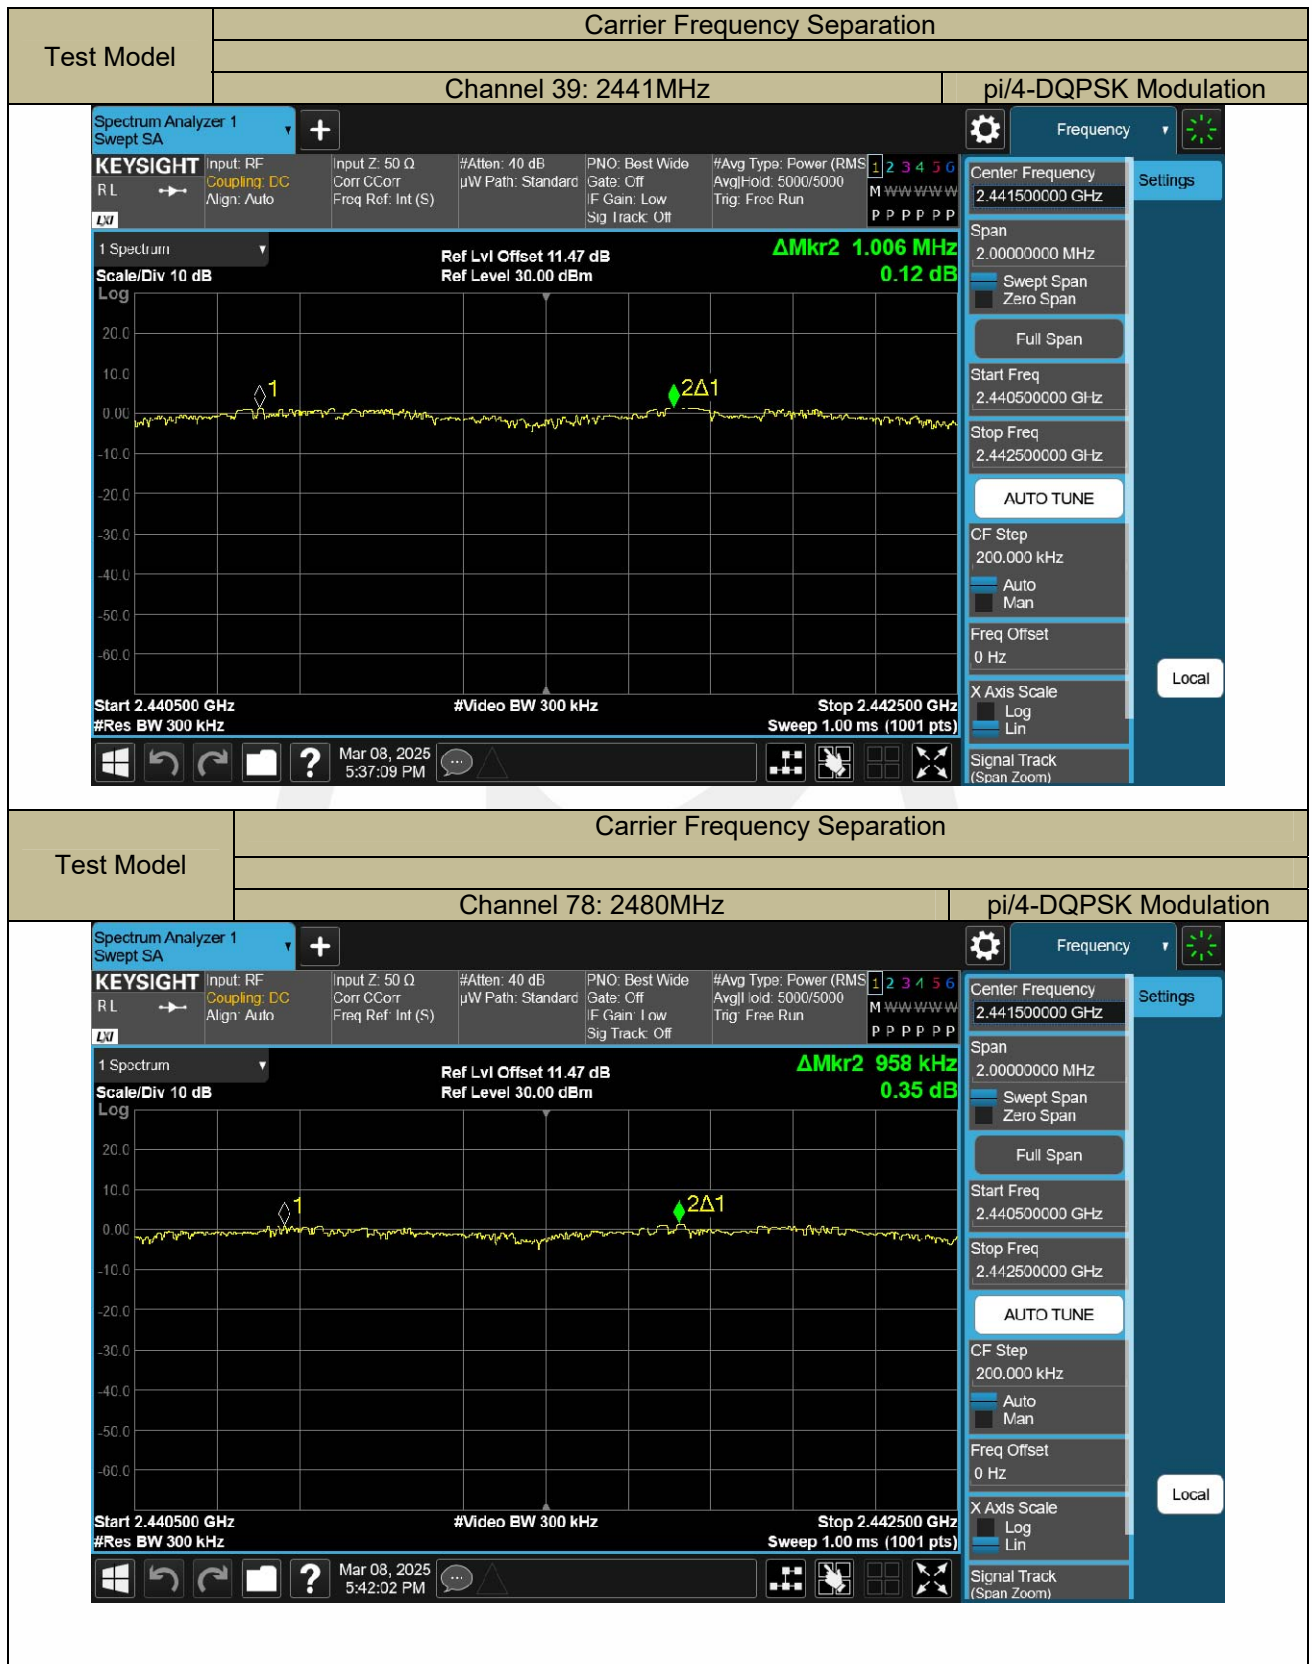 Test Model
Carrier Frequency Separation
Channel 39: 2441MHz
pi/4-DQPSK Modulation
Spectrum Analyzer 1
Swept SA
Frequency
KEYSIGHT
RL
LXI
Input: RF
Coupling: DC
Align: Auto
Input Z: 50 Ω
Corr CCorr
Freq Ref: Int (S)
#Atten: 40 dB
µW Path: Standard
PNO: Best Wide
Gate: Off
IF Gain: Low
Sig Track: Off
#Avg Type: Power (RMS
Avg|Hold: 5000/5000
Trig: Free Run
1 2 3 4 5 6
M W W W W W
P P P P P P
1 Spectrum
Scale/Div 10 dB
Log
Ref Lvl Offset 11.47 dB
Ref Level 30.00 dBm
ΔMkr2 1.006 MHz
0.12 dB
20.0
10.0
0.00
-10.0
-20.0
-30.0
-40.0
-50.0
-60.0
1
2Δ1
Start 2.440500 GHz
#Res BW 300 kHz
#Video BW 300 kHz
Stop 2.442500 GHz
Sweep 1.00 ms (1001 pts)
Mar 08, 2025
5:37:09 PM
Center Frequency
2.441500000 GHz
Span
2.00000000 MHz
Swept Span
Zero Span
Full Span
Start Freq
2.440500000 GHz
Stop Freq
2.442500000 GHz
AUTO TUNE
CF Step
200.000 kHz
Auto
Man
Freq Offset
0 Hz
X Axis Scale
Log
Lin
Signal Track
(Span Zoom)
Settings
Local
Test Model
Carrier Frequency Separation
Channel 78: 2480MHz
pi/4-DQPSK Modulation
Spectrum Analyzer 1
Swept SA
Frequency
KEYSIGHT
RL
LXI
Input: RF
Coupling: DC
Align: Auto
Input Z: 50 Ω
Corr CCorr
Freq Ref: Int (S)
#Atten: 40 dB
µW Path: Standard
PNO: Best Wide
Gate: Off
IF Gain: Low
Sig Track: Off
#Avg Type: Power (RMS
Avg|Hold: 5000/5000
Trig: Free Run
1 2 3 4 5 6
M W W W W W
P P P P P P
1 Spectrum
Scale/Div 10 dB
Log
Ref Lvl Offset 11.47 dB
Ref Level 30.00 dBm
ΔMkr2 958 kHz
0.35 dB
20.0
10.0
0.00
-10.0
-20.0
-30.0
-40.0
-50.0
-60.0
1
2Δ1
Start 2.440500 GHz
#Res BW 300 kHz
#Video BW 300 kHz
Stop 2.442500 GHz
Sweep 1.00 ms (1001 pts)
Mar 08, 2025
5:42:02 PM
Center Frequency
2.441500000 GHz
Span
2.00000000 MHz
Swept Span
Zero Span
Full Span
Start Freq
2.440500000 GHz
Stop Freq
2.442500000 GHz
AUTO TUNE
CF Step
200.000 kHz
Auto
Man
Freq Offset
0 Hz
X Axis Scale
Log
Lin
Signal Track
(Span Zoom)
Settings
Local